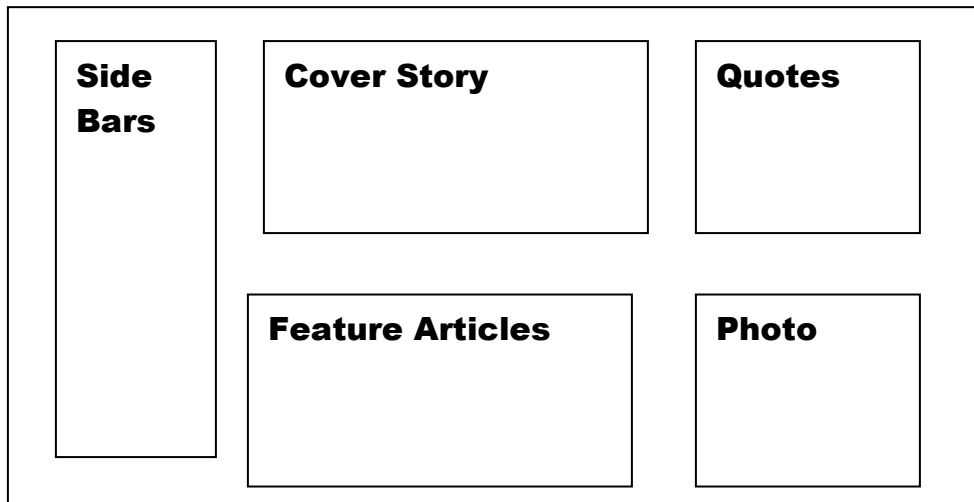 Side
Bars
Cover Story
Quotes
Feature Articles
Photo